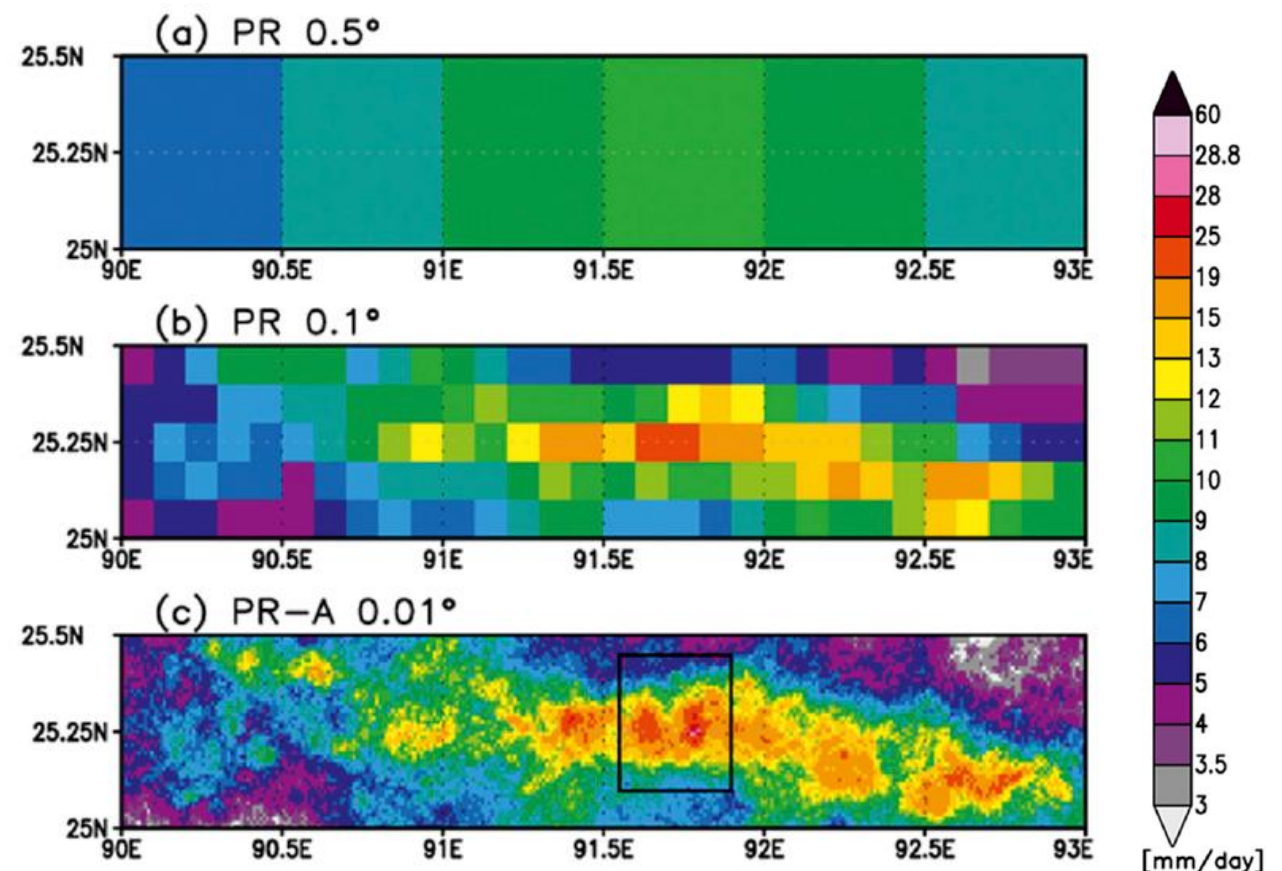 (a) PR 0.5°
25.5N
25.25N
25N
90E 90.5E 91E 91.5E 92E 92.5E 93E
(b) PR 0.1°
25.5N
25.25N
25N
90E 90.5E 91E 91.5E 92E 92.5E 93E
(c) PR-A 0.01°
25.5N
25.25N
25N
90E 90.5E 91E 91.5E 92E 92.5E 93E
60
28.8
28
25
19
15
13
12
11
10
9
8
7
6
5
4
3.5
3
[mm/day]